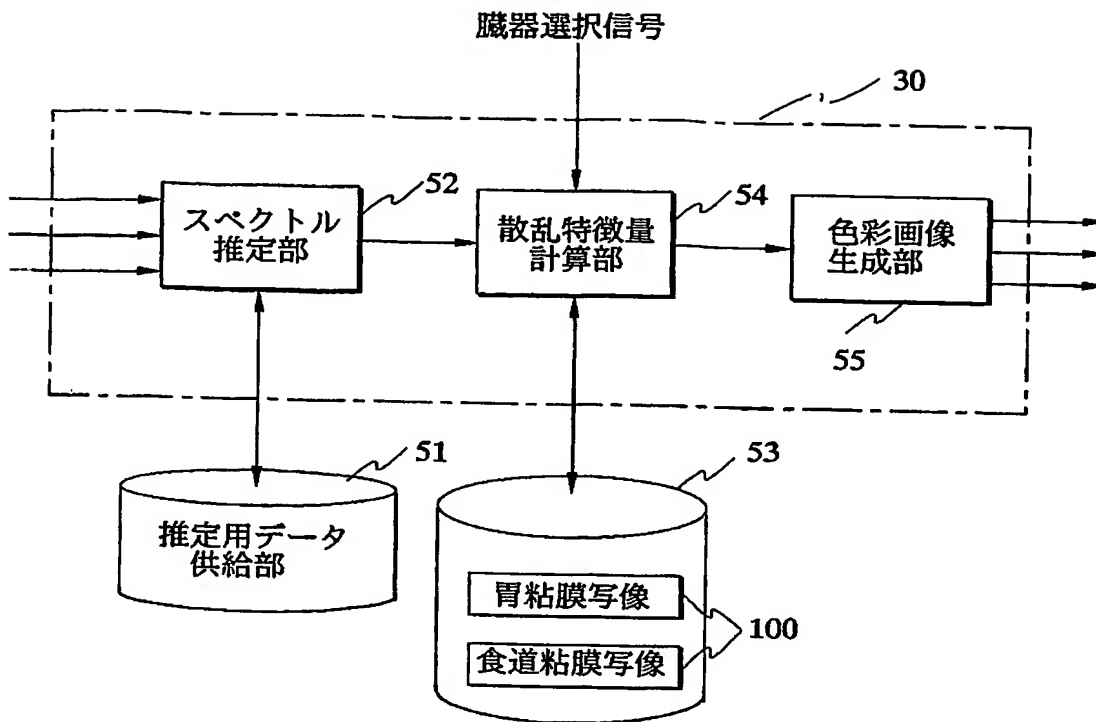 臓器選択信号
30
スペクトル
推定部
52
散乱特徴量
計算部
54
色彩画像
生成部
55
推定用データ
供給部
51
53
胃粘膜写像
食道粘膜写像
100